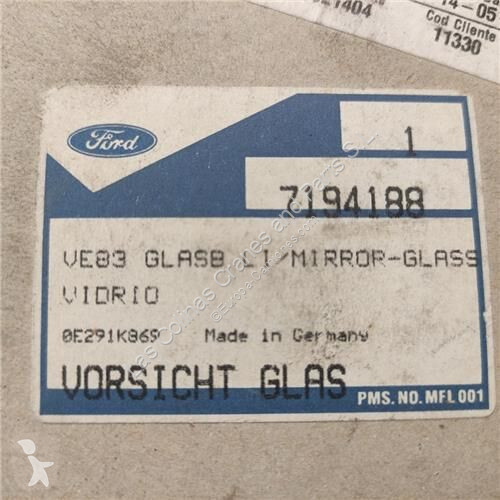 21404
14-05
Cod Cliente
11330
Ford
1
7194188
VE83 GLASB LI/MIRROR-GLASS
VIDRIO
0E291K869 Made in Germany
VORSICHT GLAS
PMS. NO. MFL 001